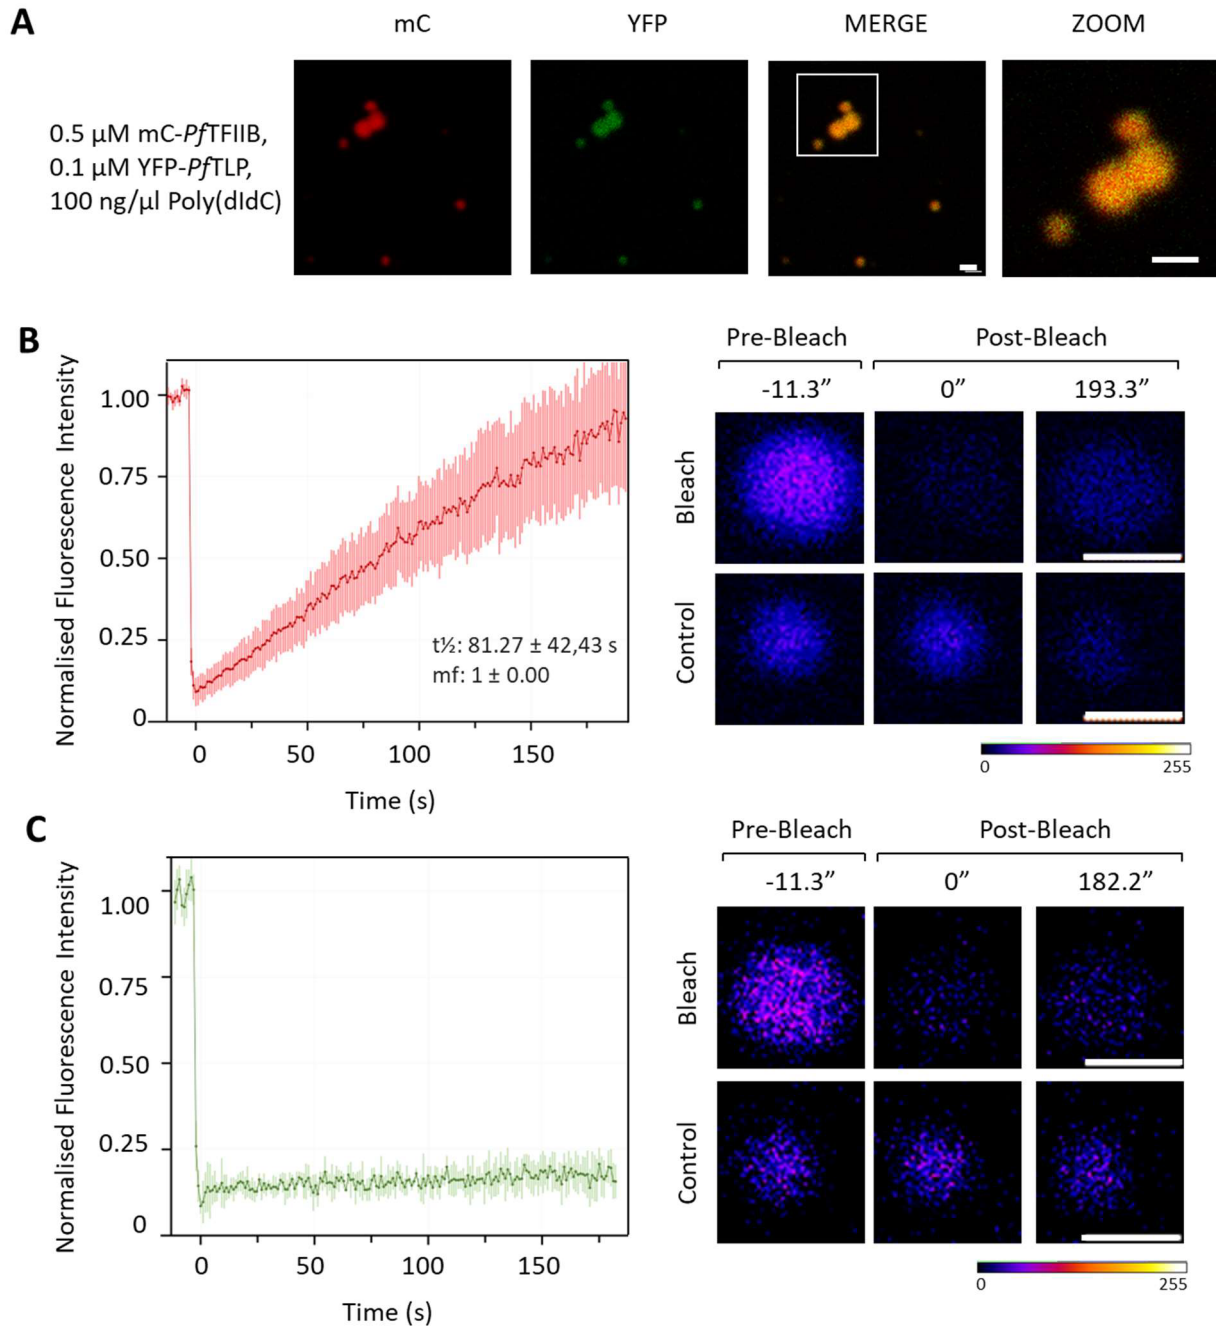 A
mC YFP MERGE ZOOM
0.5 µM mC-PfTFIIB,
0.1 µM YFP-PfTLP,
100 ng/µl Poly(dIdC)
B
Normalised Fluorescence Intensity
1.00
0.75
0.50
0.25
0
t½: 81.27 ± 42,43 s
mf: 1 ± 0.00
0 50 100 150
Time (s)
Pre-Bleach Post-Bleach
-11.3” 0” 193.3”
Bleach
Control
0 255
C
Normalised Fluorescence Intensity
1.00
0.75
0.50
0.25
0
0 50 100 150
Time (s)
Pre-Bleach Post-Bleach
-11.3” 0” 182.2”
Bleach
Control
0 255